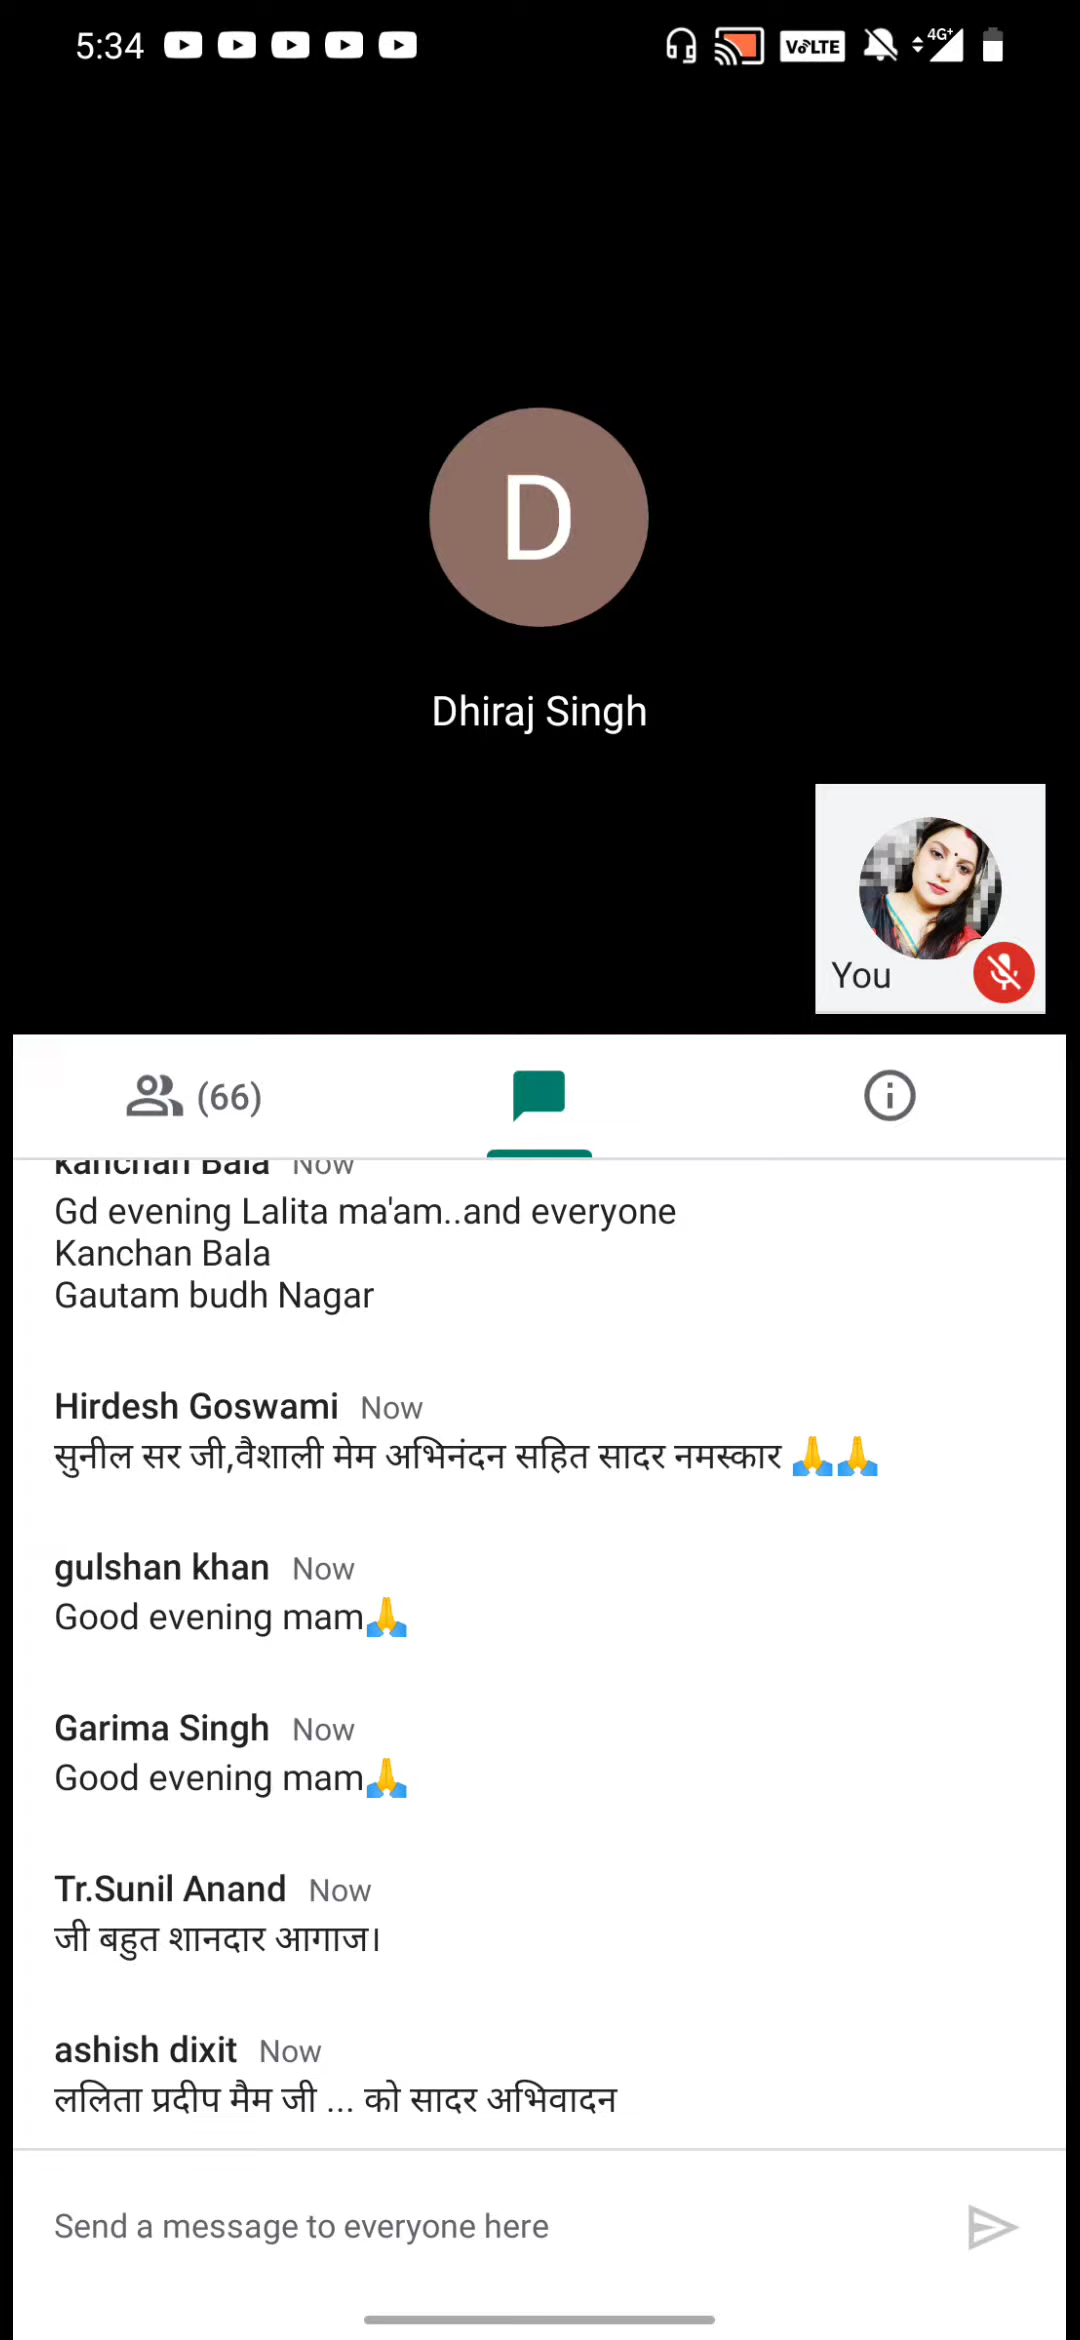 5:34
VoLTE
4G+
D
Dhiraj Singh
You
(66)
Kanchan Bala Now
Gd evening Lalita ma'am..and everyone
Kanchan Bala
Gautam budh Nagar
Hirdesh Goswami Now
सुनील सर जी,वैशाली मेम अभिनंदन सहित सादर नमस्कार 🙏🙏
gulshan khan Now
Good evening mam🙏
Garima Singh Now
Good evening mam🙏
Tr.Sunil Anand Now
जी बहुत शानदार आगाज।
ashish dixit Now
ललिता प्रदीप मैम जी ... को सादर अभिवादन
Send a message to everyone here